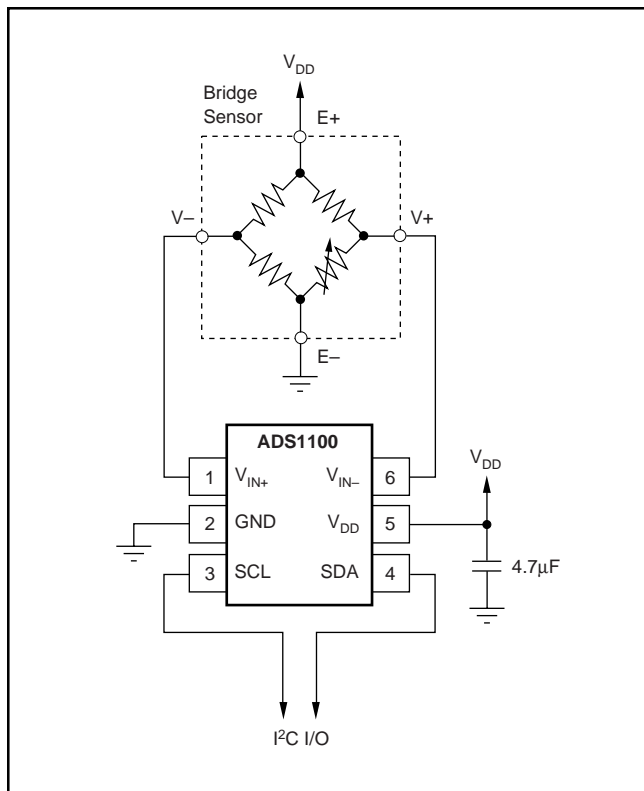 V_DD
Bridge
Sensor
E+
V–
V+
E–
ADS1100
1
V_IN+
V_IN–
6
V_DD
2
GND
V_DD
5
3
SCL
SDA
4
4.7µF
I²C I/O